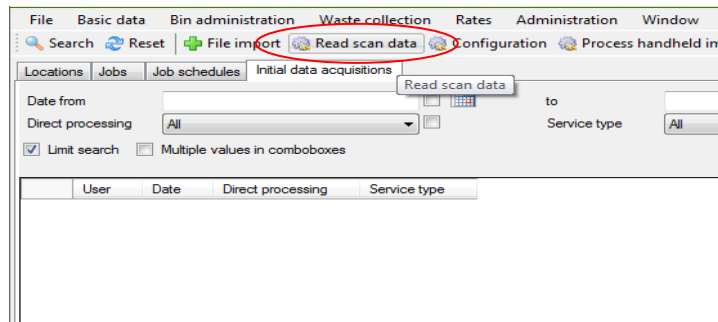 File Basic data Bin administration Waste collection Rates Administration Window
Search Reset File import Read scan data Configuration Process handheld
Locations Jobs Job schedules Initial data acquisitions
Read scan data
Date from to
Direct processing All Service type All
Limit search Multiple values in comboboxes
User Date Direct processing Service type